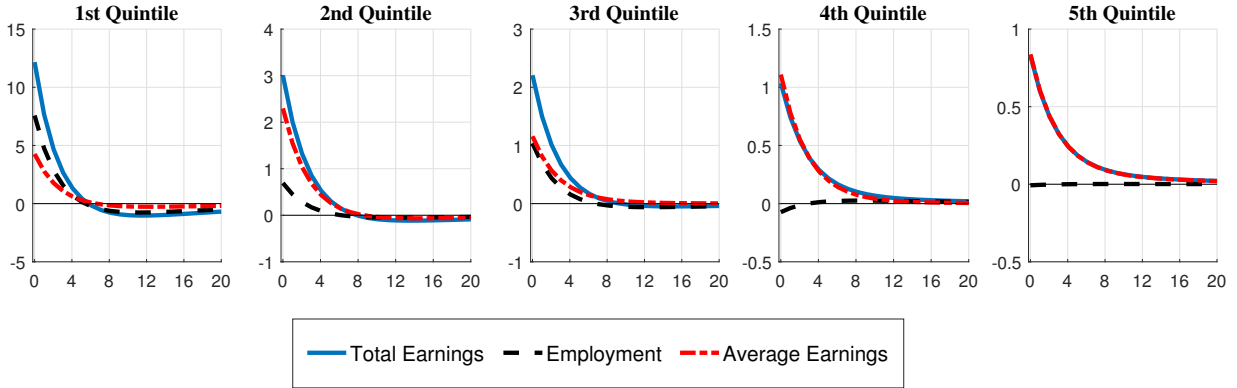 1st Quintile
15
10
5
0
-5
0 4 8 12 16 20
2nd Quintile
4
3
2
1
0
-1
0 4 8 12 16 20
3rd Quintile
3
2
1
0
-1
0 4 8 12 16 20
4th Quintile
1.5
1
0.5
0
-0.5
0 4 8 12 16 20
5th Quintile
1
0.5
0
-0.5
0 4 8 12 16 20
Total Earnings Employment Average Earnings